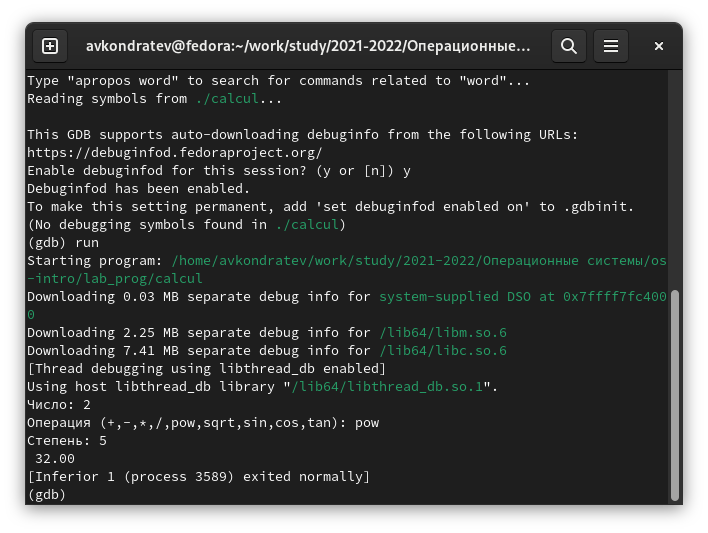 avkondratev@fedora:~/work/study/2021-2022/Операционные...
Type "apropos word" to search for commands related to "word"...
Reading symbols from ./calcul...
This GDB supports auto-downloading debuginfo from the following URLs:
https://debuginfod.fedoraproject.org/
Enable debuginfod for this session? (y or [n]) y
Debuginfod has been enabled.
To make this setting permanent, add 'set debuginfod enabled on' to .gdbinit.
(No debugging symbols found in ./calcul)
(gdb) run
Starting program: /home/avkondratev/work/study/2021-2022/Операционные системы/os
-intro/lab_prog/calcul
Downloading 0.03 MB separate debug info for system-supplied DSO at 0x7ffff7fc400
0
Downloading 2.25 MB separate debug info for /lib64/libm.so.6
Downloading 7.41 MB separate debug info for /lib64/libc.so.6
[Thread debugging using libthread_db enabled]
Using host libthread_db library "/lib64/libthread_db.so.1".
Число: 2
Операция (+,-,*,/,pow,sqrt,sin,cos,tan): pow
Степень: 5
 32.00
[Inferior 1 (process 3589) exited normally]
(gdb)